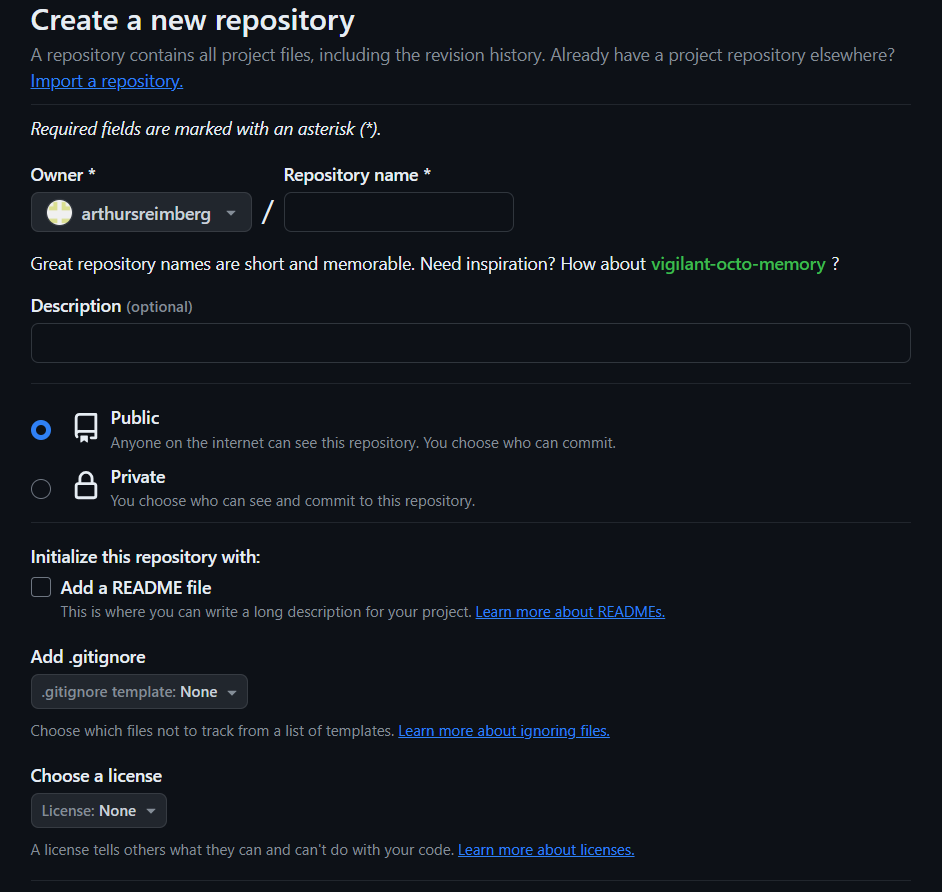 Create a new repository
A repository contains all project files, including the revision history. Already have a project repository elsewhere?
Import a repository.
Required fields are marked with an asterisk (*).
Owner * Repository name *
arthursreimberg /
Great repository names are short and memorable. Need inspiration? How about vigilant-octo-memory ?
Description (optional)
Public
Anyone on the internet can see this repository. You choose who can commit.
Private
You choose who can see and commit to this repository.
Initialize this repository with:
Add a README file
This is where you can write a long description for your project. Learn more about READMEs.
Add .gitignore
.gitignore template: None
Choose which files not to track from a list of templates. Learn more about ignoring files.
Choose a license
License: None
A license tells others what they can and can't do with your code. Learn more about licenses.